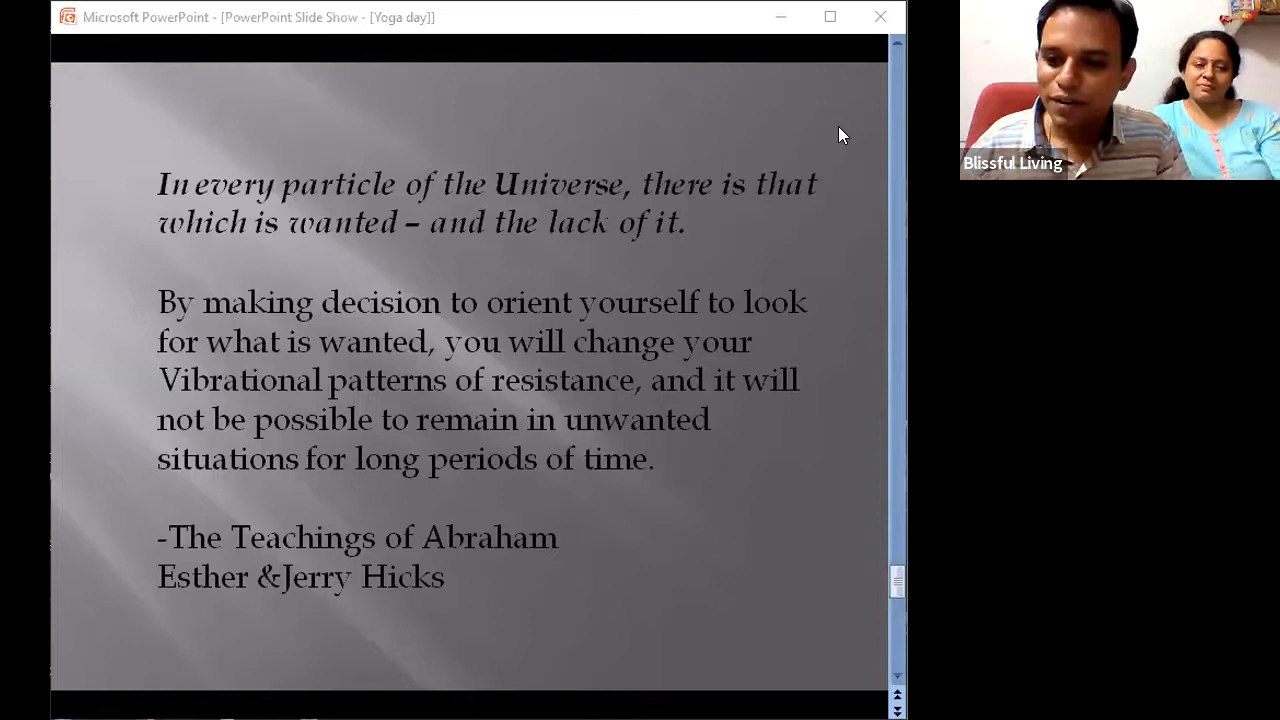 Microsoft PowerPoint - [PowerPoint Slide Show - [Yoga day]]
In every particle of the Universe, there is that
which is wanted – and the lack of it.
By making decision to orient yourself to look
for what is wanted, you will change your
Vibrational patterns of resistance, and it will
not be possible to remain in unwanted
situations for long periods of time.
-The Teachings of Abraham
Esther &Jerry Hicks
Blissful Living